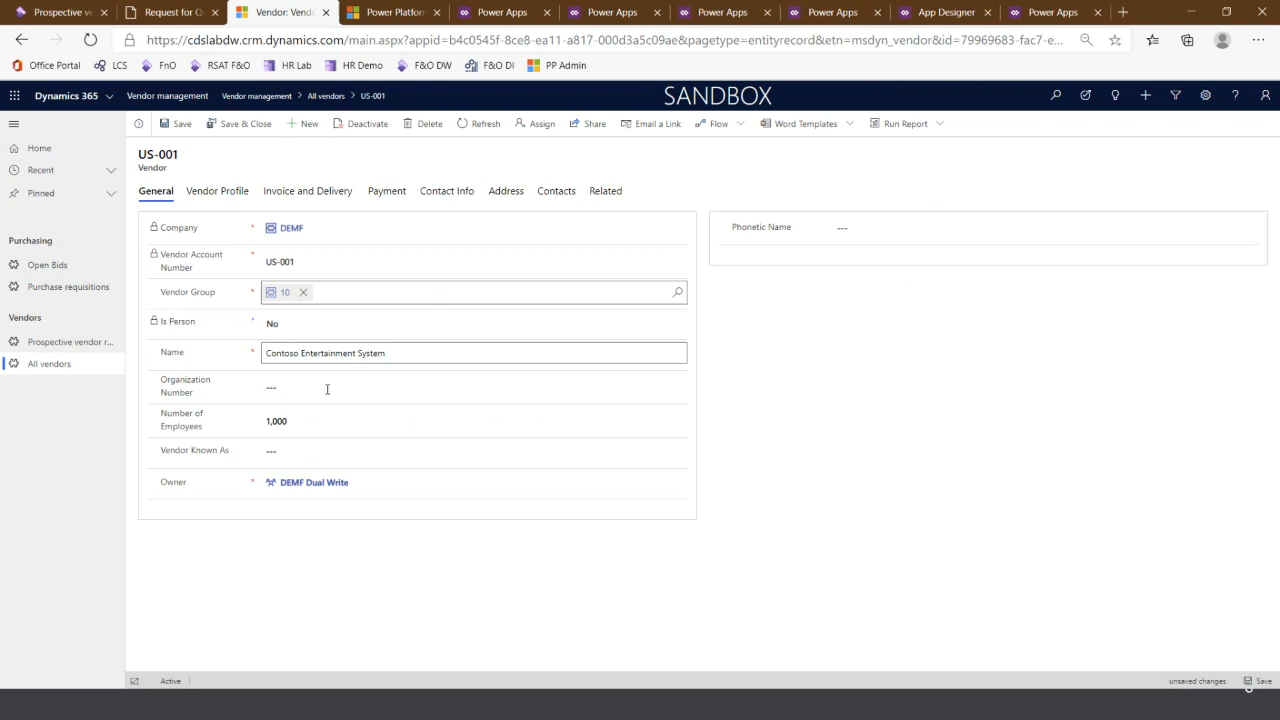 Prospective ve
Request for Qu
Vendor: Vendo
Power Platform
Power Apps
Power Apps
Power Apps
Power Apps
App Designer
Power Apps
https://cdslabdw.crm.dynamics.com/main.aspx?appid=b4c0545f-8ce8-ea11-a817-000d3a5c09ae&pagetype=entityrecord&etn=msdyn_vendor&id=79969683-fac7-e...
Office Portal
LCS
FnO
RSAT F&O
HR Lab
HR Demo
F&O DW
F&O DI
PP Admin
Dynamics 365
Vendor management
Vendor management > All vendors > US-001
SANDBOX
Save
Save & Close
New
Deactivate
Delete
Refresh
Assign
Share
Email a Link
Flow
Word Templates
Run Report
Home
Recent
Pinned
Purchasing
Open Bids
Purchase requisitions
Vendors
Prospective vendor r...
All vendors
US-001
Vendor
General
Vendor Profile
Invoice and Delivery
Payment
Contact Info
Address
Contacts
Related
Company * DEMF
Vendor Account
Number * US-001
Vendor Group * 10
Is Person * No
Name * Contoso Entertainment System
Organization
Number ---
Number of
Employees 1,000
Vendor Known As ---
Owner * DEMF Dual Write
Phonetic Name ---
Active
unsaved changes
Save